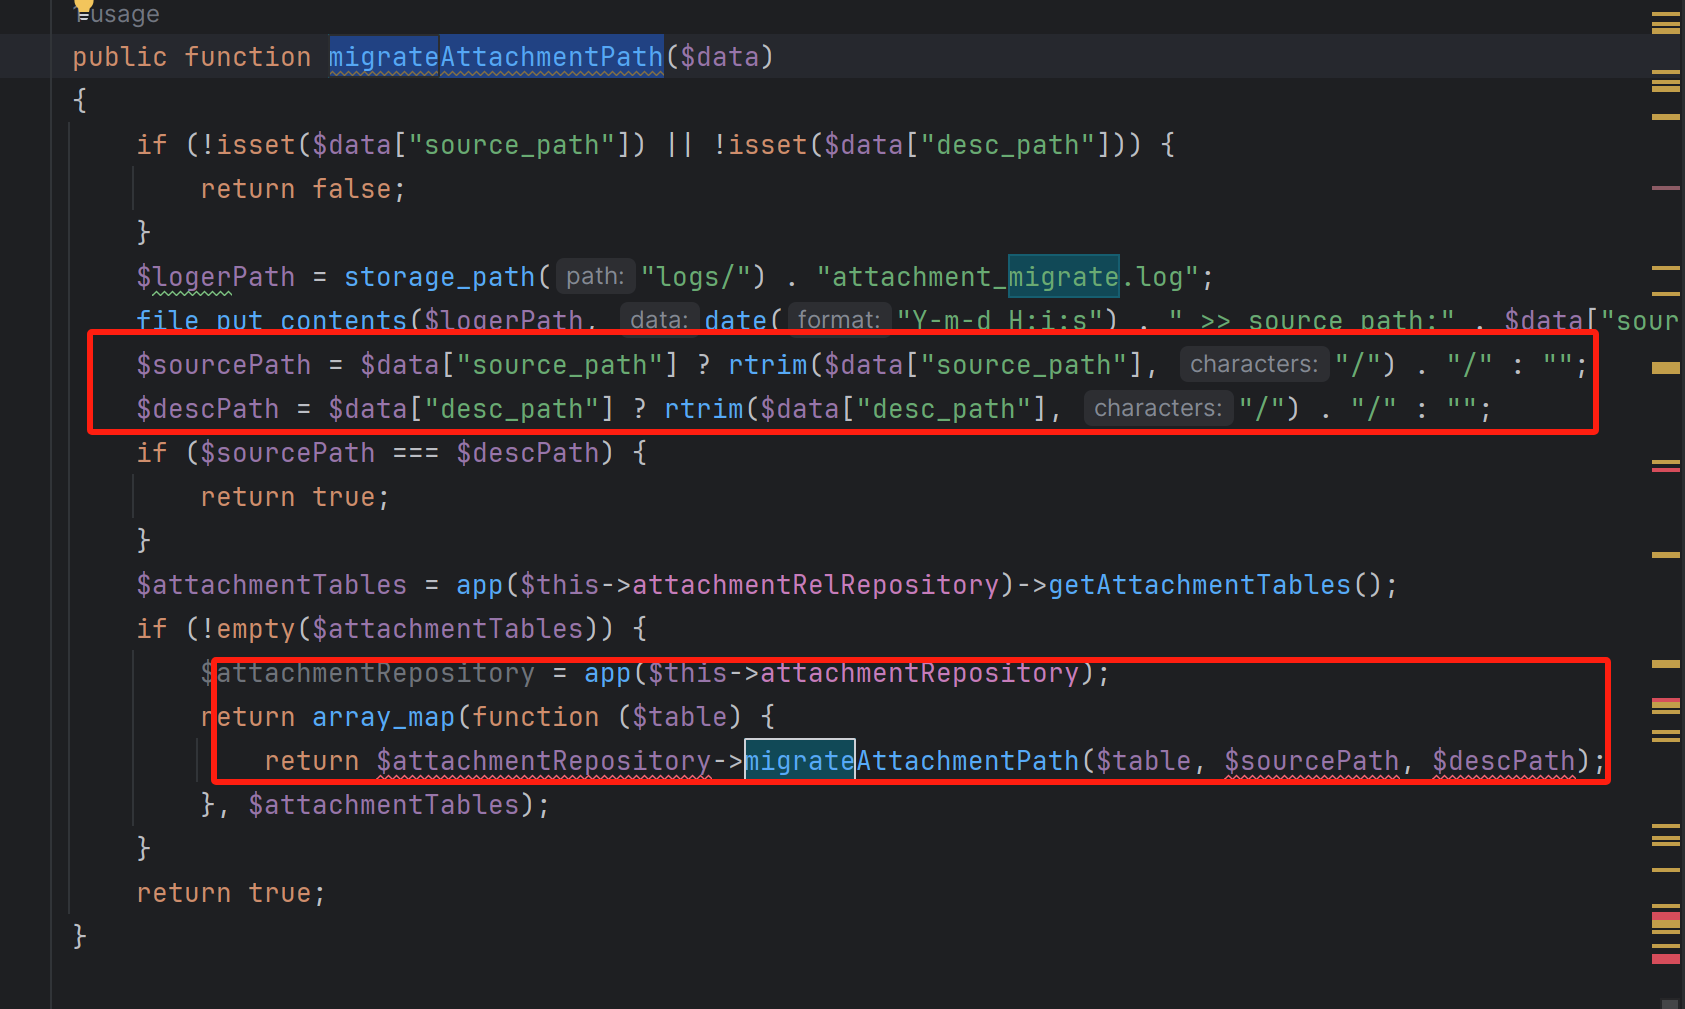 1 usage
public function migrateAttachmentPath($data)
{
if (!isset($data["source_path"]) || !isset($data["desc_path"])) {
return false;
}
$logerPath = storage_path( path: "logs/") . "attachment_migrate.log";
file_put_contents($logerPath, data: date( format: "Y-m-d H:i:s") . " >> source_path:" . $data["sour
$sourcePath = $data["source_path"] ? rtrim($data["source_path"], characters: "/") . "/" : "";
$descPath = $data["desc_path"] ? rtrim($data["desc_path"], characters: "/") . "/" : "";
if ($sourcePath === $descPath) {
return true;
}
$attachmentTables = app($this->attachmentRelRepository)->getAttachmentTables();
if (!empty($attachmentTables)) {
$attachmentRepository = app($this->attachmentRepository);
return array_map(function ($table) {
return $attachmentRepository->migrateAttachmentPath($table, $sourcePath, $descPath);
}, $attachmentTables);
}
return true;
}